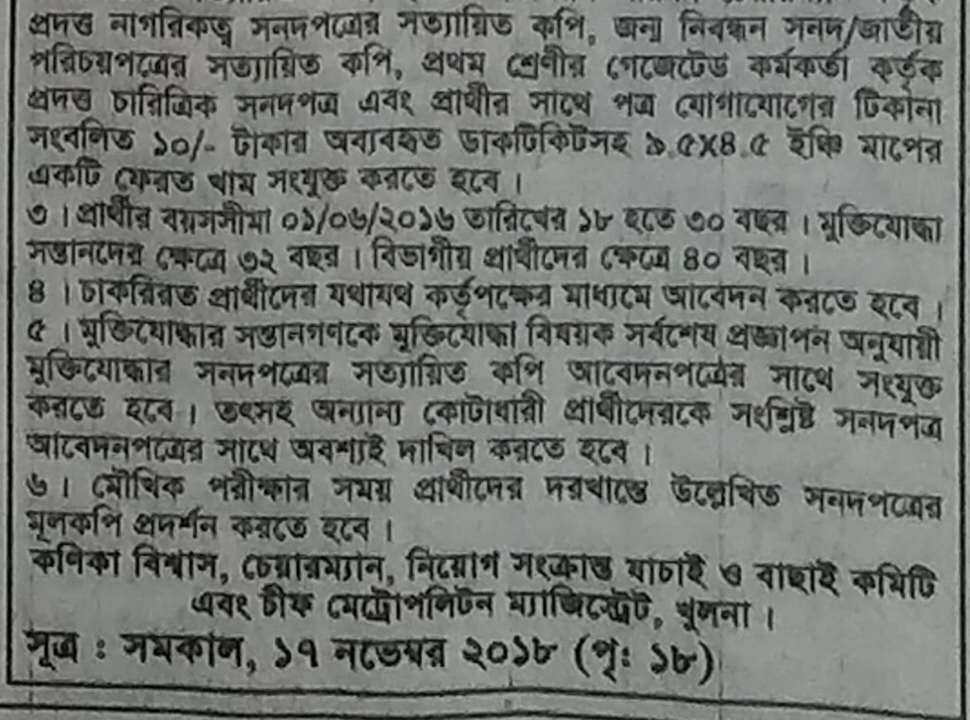 প্রদত্ত নাগরিকত্ব সনদপত্রের সত্যায়িত কপি, জন্ম নিবন্ধন সনদ/জাতীয়
পরিচয়পত্রের সত্যায়িত কপি, প্রথম শ্রেণীর গেজেটেড কর্মকর্তা কর্তৃক
প্রদত্ত চারিত্রিক সনদপত্র এবং প্রার্থীর সাথে পত্র যোগাযোগের ঠিকানা
সংবলিত ১০/- টাকার অব্যবহৃত ডাকটিকিটসহ ৯.৫X৪.৫ ইঞ্চি মাপের
একটি ফেরত খাম সংযুক্ত করতে হবে।
৩। প্রার্থীর বয়সসীমা ০১/০৬/২০১৬ তারিখের ১৮ হতে ৩০ বছর। মুক্তিযোদ্ধা
সন্তানদের ক্ষেত্রে ৩২ বছর। বিভাগীয় প্রার্থীদের ক্ষেত্রে ৪০ বছর।
৪। চাকরিরত প্রার্থীদের যথাযথ কর্তৃপক্ষের মাধ্যমে আবেদন করতে হবে।
৫। মুক্তিযোদ্ধার সন্তানগণকে মুক্তিযোদ্ধা বিষয়ক সর্বশেষ প্রজ্ঞাপন অনুযায়ী
মুক্তিযোদ্ধার সনদপত্রের সত্যায়িত কপি আবেদনপত্রের সাথে সংযুক্ত
করতে হবে। তৎসহ অন্যান্য কোটাধারী প্রার্থীদেরকে সংশ্লিষ্ট সনদপত্র
আবেদনপত্রের সাথে অবশ্যই দাখিল করতে হবে।
৬। মৌখিক পরীক্ষার সময় প্রার্থীদের দরখাস্তে উল্লেখিত সনদপত্রের
মূলকপি প্রদর্শন করতে হবে।
কণিকা বিশ্বাস, চেয়ারম্যান, নিয়োগ সংক্রান্ত যাচাই ও বাছাই কমিটি
এবং চীফ মেট্রোপলিটন ম্যাজিস্ট্রেট, খুলনা।
সূত্র : সমকাল, ১৭ নভেম্বর ২০১৮ (পৃ: ১৮)